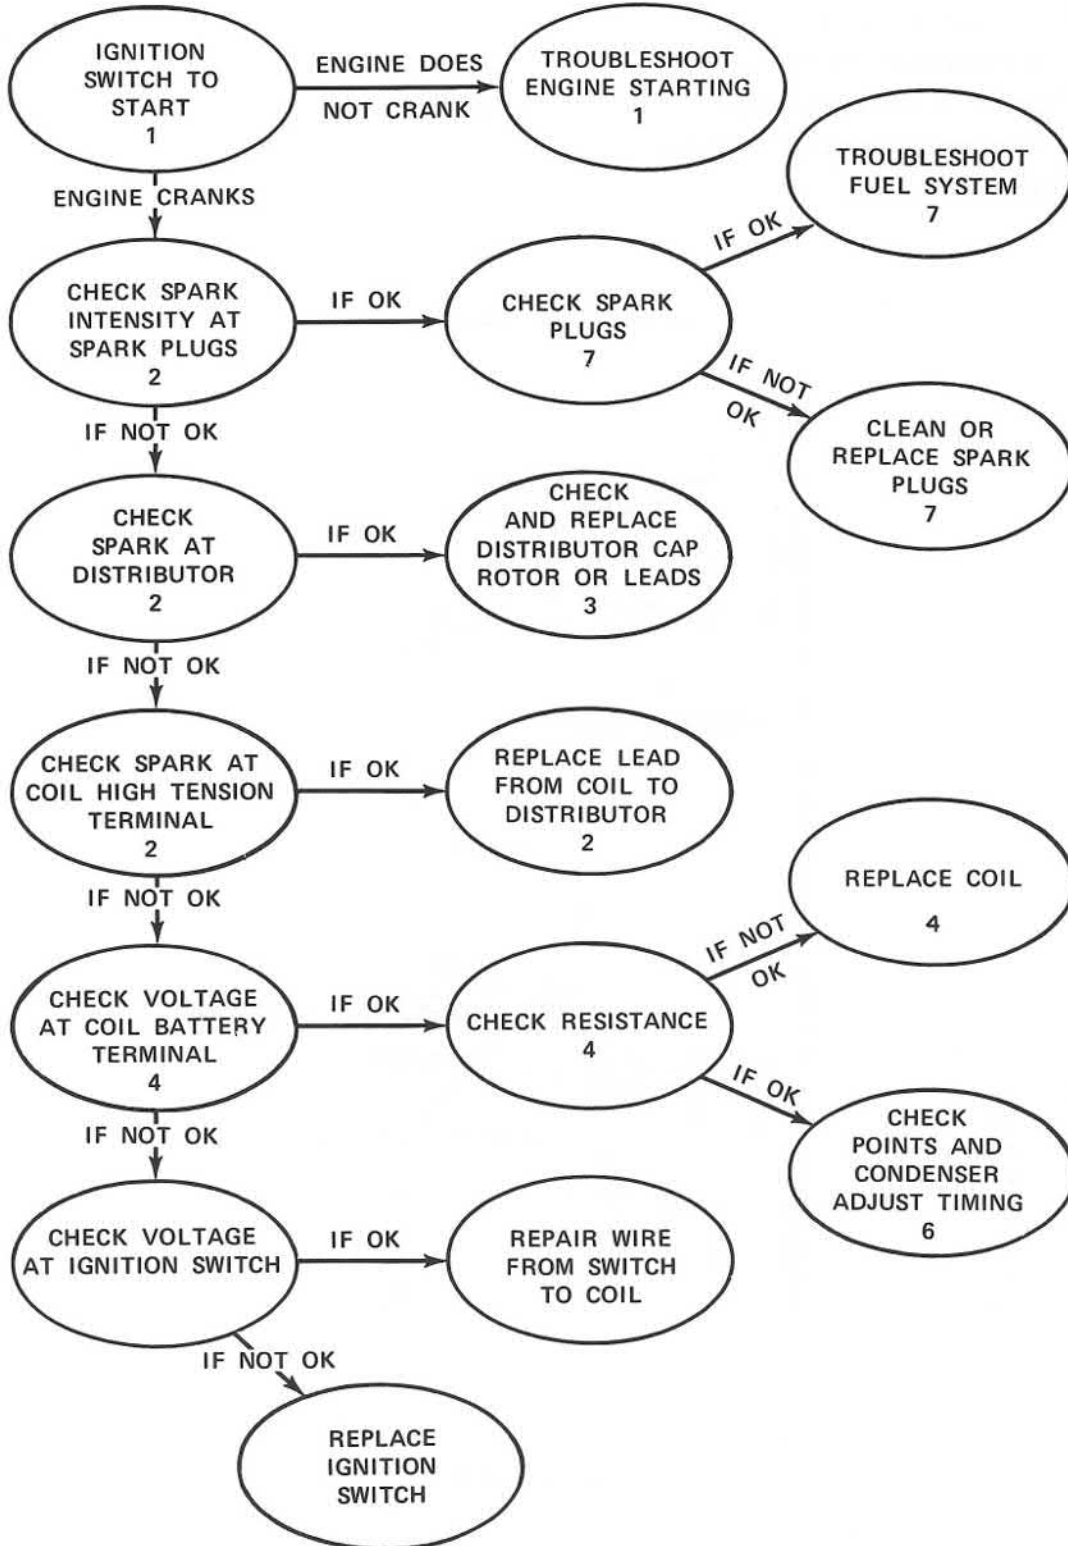 IGNITION
SWITCH TO
START
1
ENGINE DOES
NOT CRANK
TROUBLESHOOT
ENGINE STARTING
1
ENGINE CRANKS
CHECK SPARK
INTENSITY AT
SPARK PLUGS
2
IF OK
CHECK SPARK
PLUGS
7
IF OK
TROUBLESHOOT
FUEL SYSTEM
7
IF NOT
OK
CLEAN OR
REPLACE SPARK
PLUGS
7
IF NOT OK
CHECK
SPARK AT
DISTRIBUTOR
2
IF OK
CHECK
AND REPLACE
DISTRIBUTOR CAP
ROTOR OR LEADS
3
IF NOT OK
CHECK SPARK AT
COIL HIGH TENSION
TERMINAL
2
IF OK
REPLACE LEAD
FROM COIL TO
DISTRIBUTOR
2
IF NOT OK
CHECK VOLTAGE
AT COIL BATTERY
TERMINAL
4
IF OK
CHECK RESISTANCE
4
IF NOT
OK
REPLACE COIL
4
IF OK
CHECK
POINTS AND
CONDENSER
ADJUST TIMING
6
IF NOT OK
CHECK VOLTAGE
AT IGNITION SWITCH
IF OK
REPAIR WIRE
FROM SWITCH
TO COIL
IF NOT OK
REPLACE
IGNITION
SWITCH